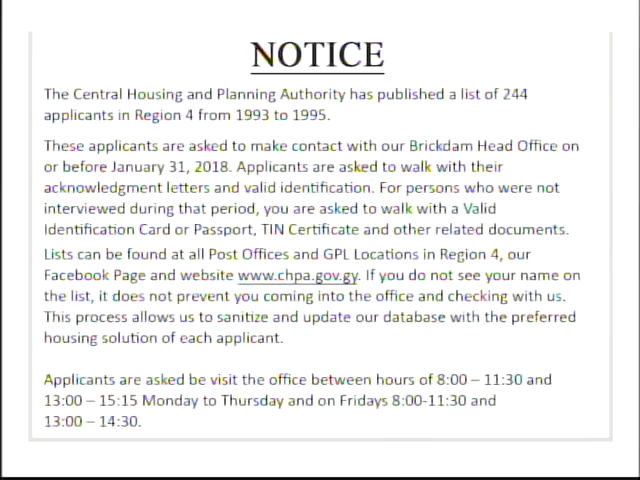 NOTICE
The Central Housing and Planning Authority has published a list of 244
applicants in Region 4 from 1993 to 1995.
These applicants are asked to make contact with our Brickdam Head Office on
or before January 31, 2018. Applicants are asked to walk with their
acknowledgment letters and valid identification. For persons who were not
interviewed during that period, you are asked to walk with a Valid
Identification Card or Passport, TIN Certificate and other related documents.
Lists can be found at all Post Offices and GPL Locations in Region 4, our
Facebook Page and website www.chpa.gov.gy. If you do not see your name on
the list, it does not prevent you coming into the office and checking with us.
This process allows us to sanitize and update our database with the preferred
housing solution of each applicant.
Applicants are asked be visit the office between hours of 8:00 – 11:30 and
13:00 – 15:15 Monday to Thursday and on Fridays 8:00-11:30 and
13:00 – 14:30.